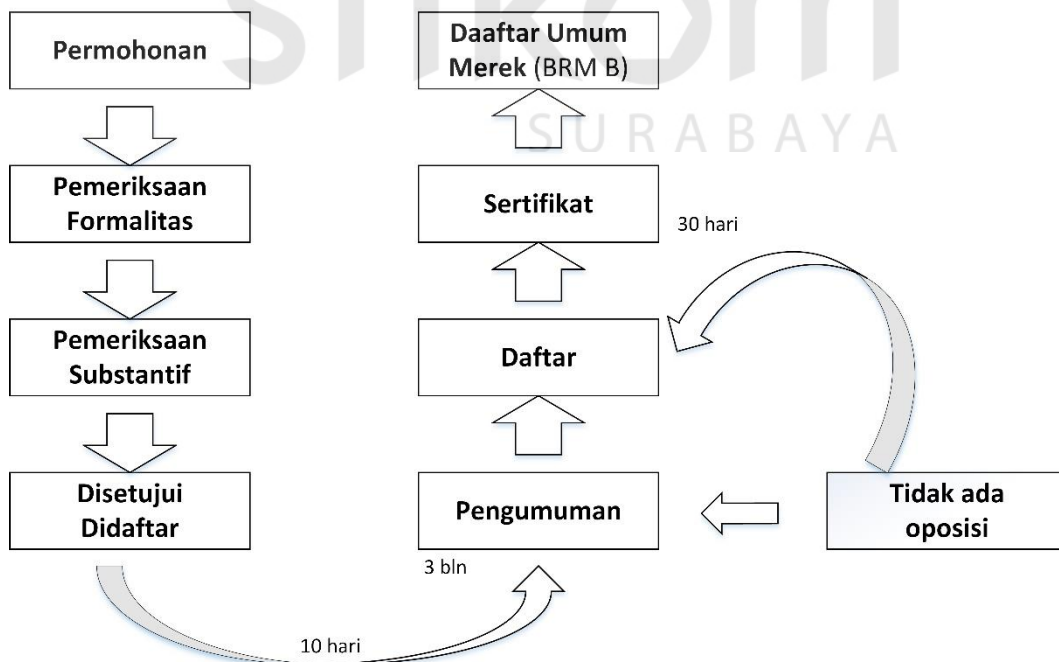 stikom
SURABAYA
Permohonan
Pemeriksaan
Formalitas
Pemeriksaan
Substantif
Disetujui
Didaftar
10 hari
Daaftar Umum
Merek (BRM B)
Sertifikat
30 hari
Daftar
Pengumuman
3 bln
Tidak ada
oposisi